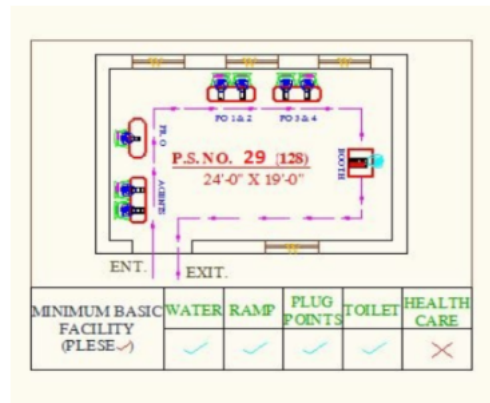 W W W
PO 1& 2 PO 3& 4
PR. O
P.S.NO. 29 (128)
24'-0" X 19'-0"
BOOTH
AGENTS
W
ENT. EXIT.
MINIMUM BASIC FACILITY (PLESE✓) WATER RAMP PLUG POINTS TOILET HEALTH CARE
✓ ✓ ✓ ✓ ✕